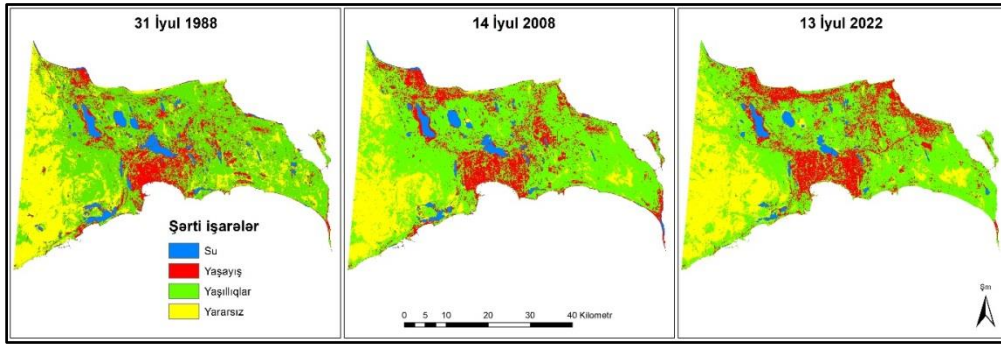 31 İyul 1988
14 İyul 2008
13 İyul 2022
Şərti işarələr
Su
Yaşayış
Yaşıllıqlar
Yararsız
0 5 10 20 30 40 Kilometr
Şm